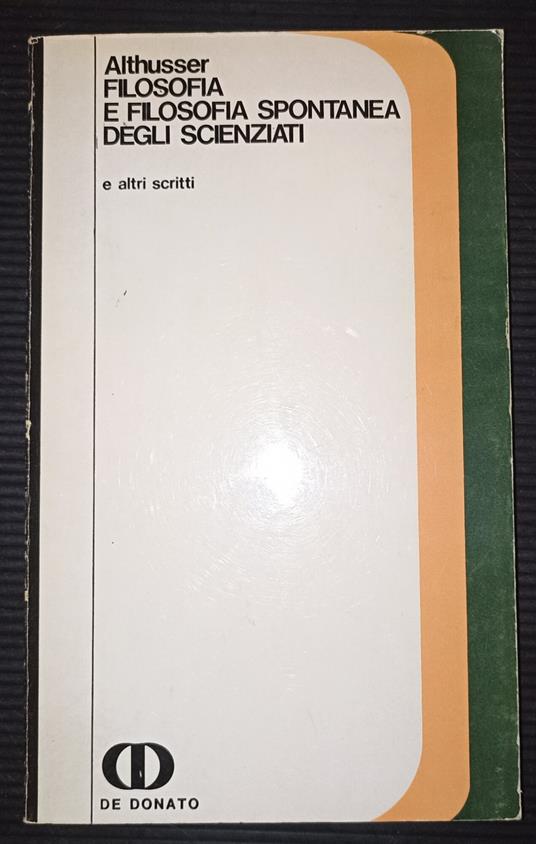 Althusser
FILOSOFIA
E FILOSOFIA SPONTANEA
DEGLI SCIENZIATI
e altri scritti
DE DONATO